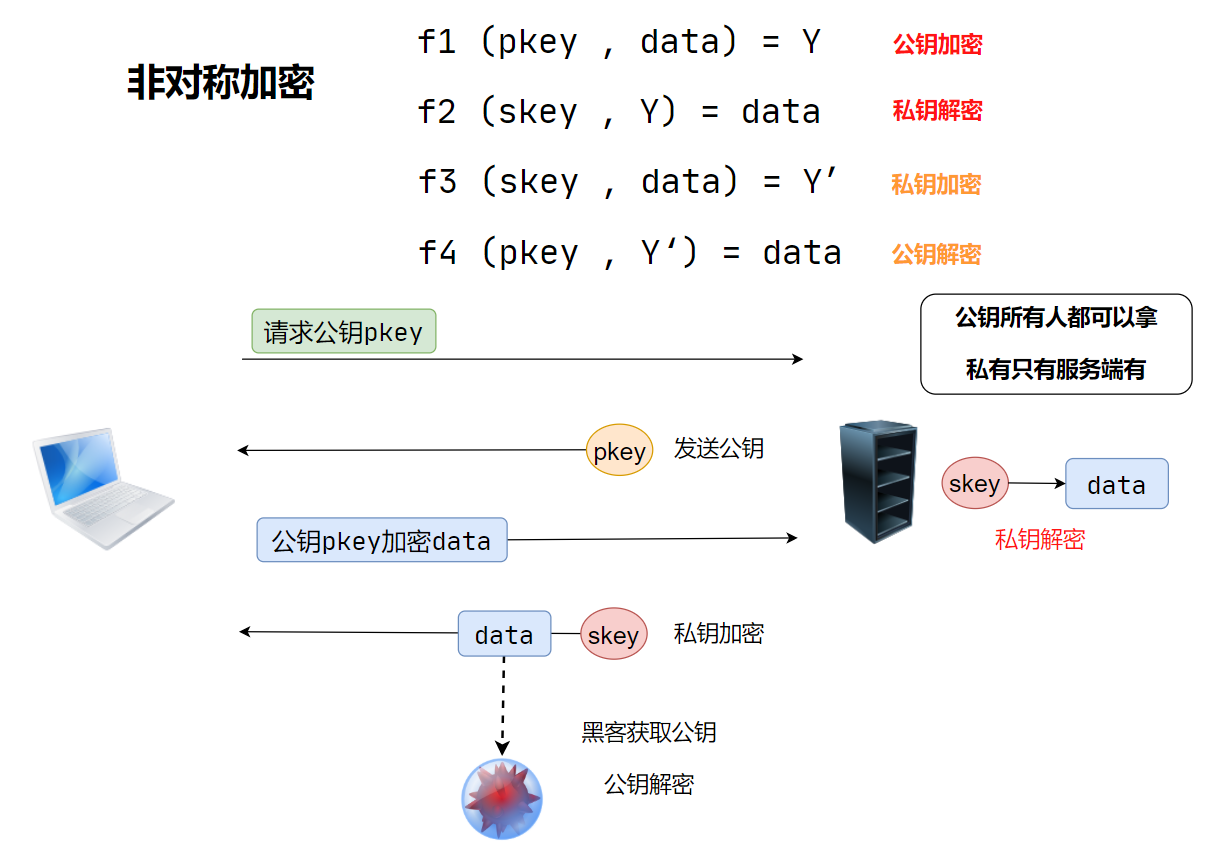 非对称加密
f1 (pkey , data) = Y 公钥加密
f2 (skey , Y) = data 私钥解密
f3 (skey , data) = Y’ 私钥加密
f4 (pkey , Y‘) = data 公钥解密
请求公钥pkey
公钥所有人都可以拿
私有只有服务端有
pkey 发送公钥
skey data
私钥解密
公钥pkey加密data
data skey 私钥加密
黑客获取公钥
公钥解密